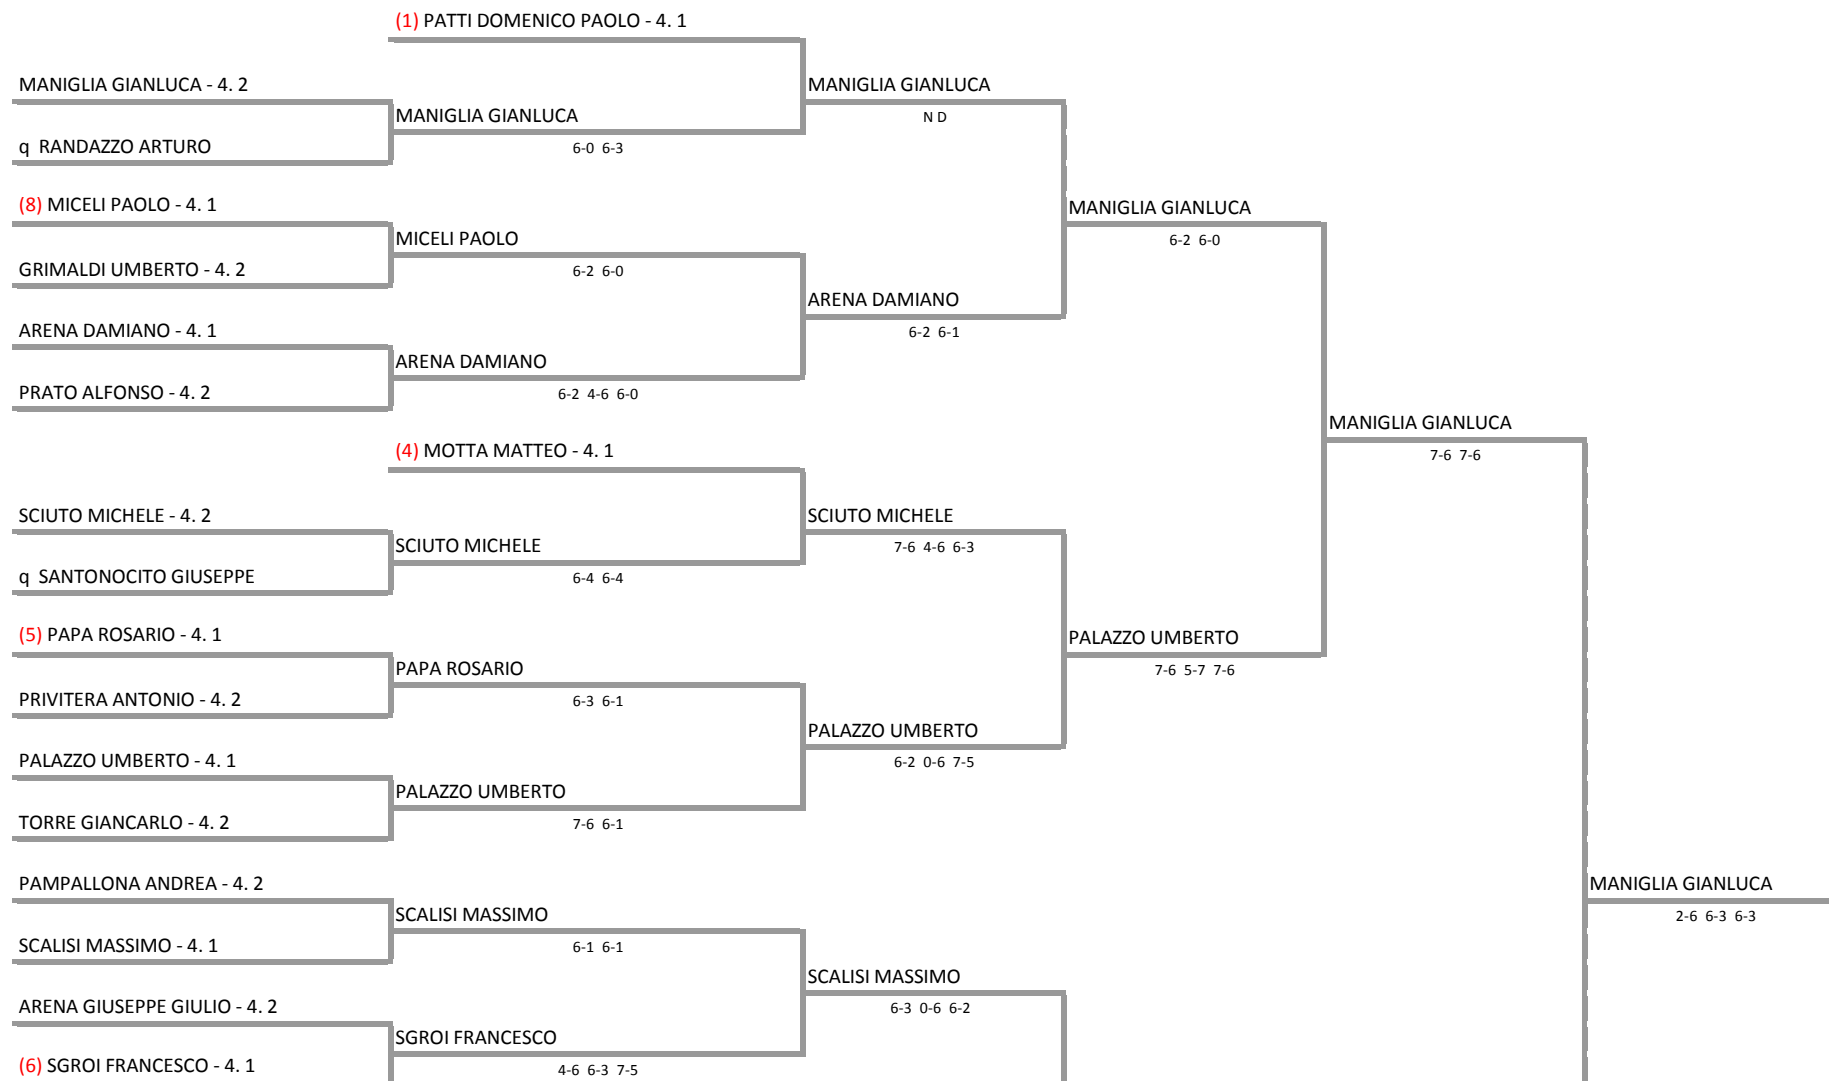 (1) PATTI DOMENICO PAOLO - 4. 1
MANIGLIA GIANLUCA - 4. 2
MANIGLIA GIANLUCA
MANIGLIA GIANLUCA
N D
q RANDAZZO ARTURO
6-0 6-3
(8) MICELI PAOLO - 4. 1
MANIGLIA GIANLUCA
MICELI PAOLO
6-2 6-0
GRIMALDI UMBERTO - 4. 2
6-2 6-0
ARENA DAMIANO
ARENA DAMIANO - 4. 1
6-2 6-1
ARENA DAMIANO
PRATO ALFONSO - 4. 2
6-2 4-6 6-0
MANIGLIA GIANLUCA
(4) MOTTA MATTEO - 4. 1
7-6 7-6
SCIUTO MICHELE - 4. 2
SCIUTO MICHELE
SCIUTO MICHELE
7-6 4-6 6-3
q SANTONOCITO GIUSEPPE
6-4 6-4
(5) PAPA ROSARIO - 4. 1
PALAZZO UMBERTO
PAPA ROSARIO
7-6 5-7 7-6
PRIVITERA ANTONIO - 4. 2
6-3 6-1
PALAZZO UMBERTO
PALAZZO UMBERTO - 4. 1
6-2 0-6 7-5
PALAZZO UMBERTO
TORRE GIANCARLO - 4. 2
7-6 6-1
PAMPALLONA ANDREA - 4. 2
MANIGLIA GIANLUCA
SCALISI MASSIMO
2-6 6-3 6-3
SCALISI MASSIMO - 4. 1
6-1 6-1
SCALISI MASSIMO
ARENA GIUSEPPE GIULIO - 4. 2
6-3 0-6 6-2
SGROI FRANCESCO
(6) SGROI FRANCESCO - 4. 1
4-6 6-3 7-5